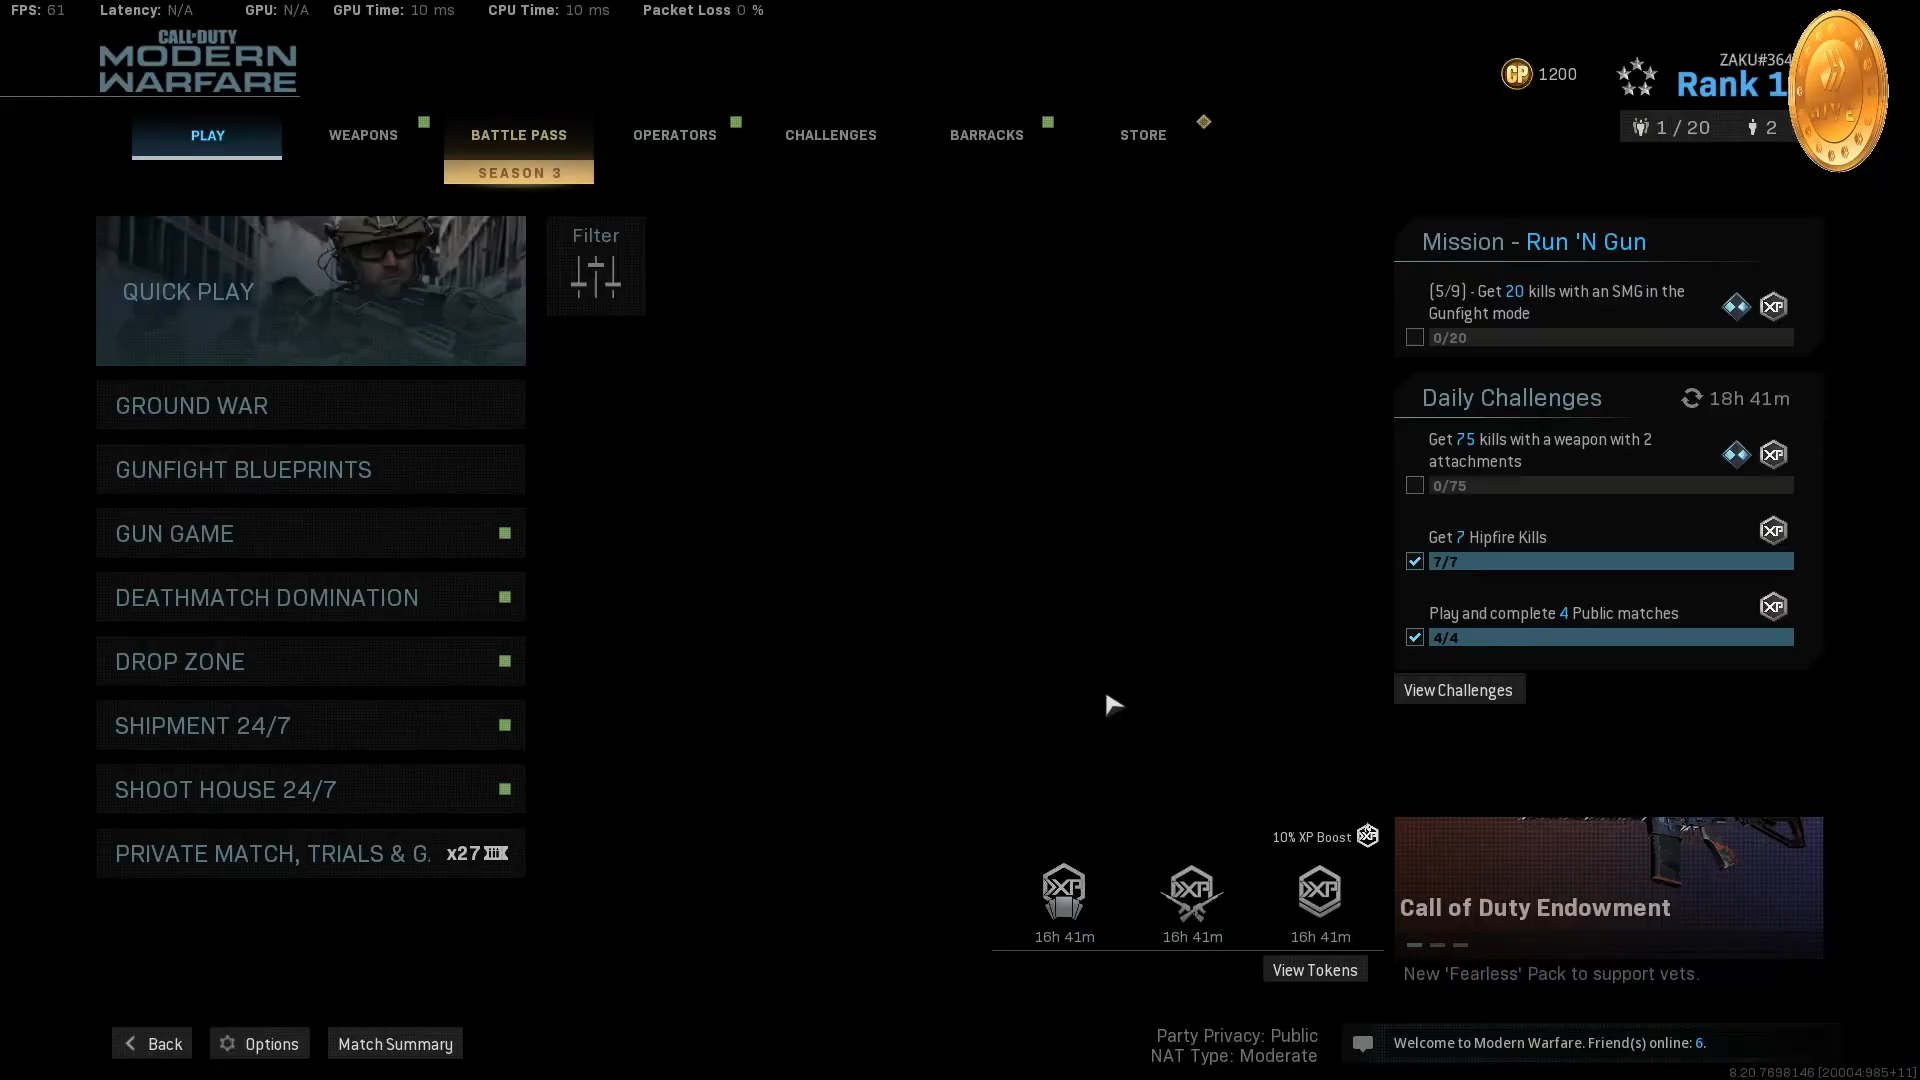 FPS: 61 Latency: N/A GPU: N/A GPU Time: 10 ms CPU Time: 10 ms Packet Loss 0 %
CALL OF DUTY
MODERN
WARFARE
CP 1200
ZAKU#364
Rank 1
1 / 20 2
PLAY
WEAPONS
BATTLE PASS
SEASON 3
OPERATORS
CHALLENGES
BARRACKS
STORE
QUICK PLAY
Filter
GROUND WAR
GUNFIGHT BLUEPRINTS
GUN GAME
DEATHMATCH DOMINATION
DROP ZONE
SHIPMENT 24/7
SHOOT HOUSE 24/7
PRIVATE MATCH, TRIALS & G. x27
Mission - Run 'N Gun
(5/9) - Get 20 kills with an SMG in the
Gunfight mode
XP
0/20
Daily Challenges 18h 41m
Get 75 kills with a weapon with 2
attachments
XP
0/75
Get 7 Hipfire Kills
XP
7/7
Play and complete 4 Public matches
XP
4/4
View Challenges
10% XP Boost
16h 41m 16h 41m 16h 41m
View Tokens
Call of Duty Endowment
New 'Fearless' Pack to support vets.
Back
Options
Match Summary
Party Privacy: Public
NAT Type: Moderate
Welcome to Modern Warfare. Friend(s) online: 6.
8.20.7698146 [20004:985+11]